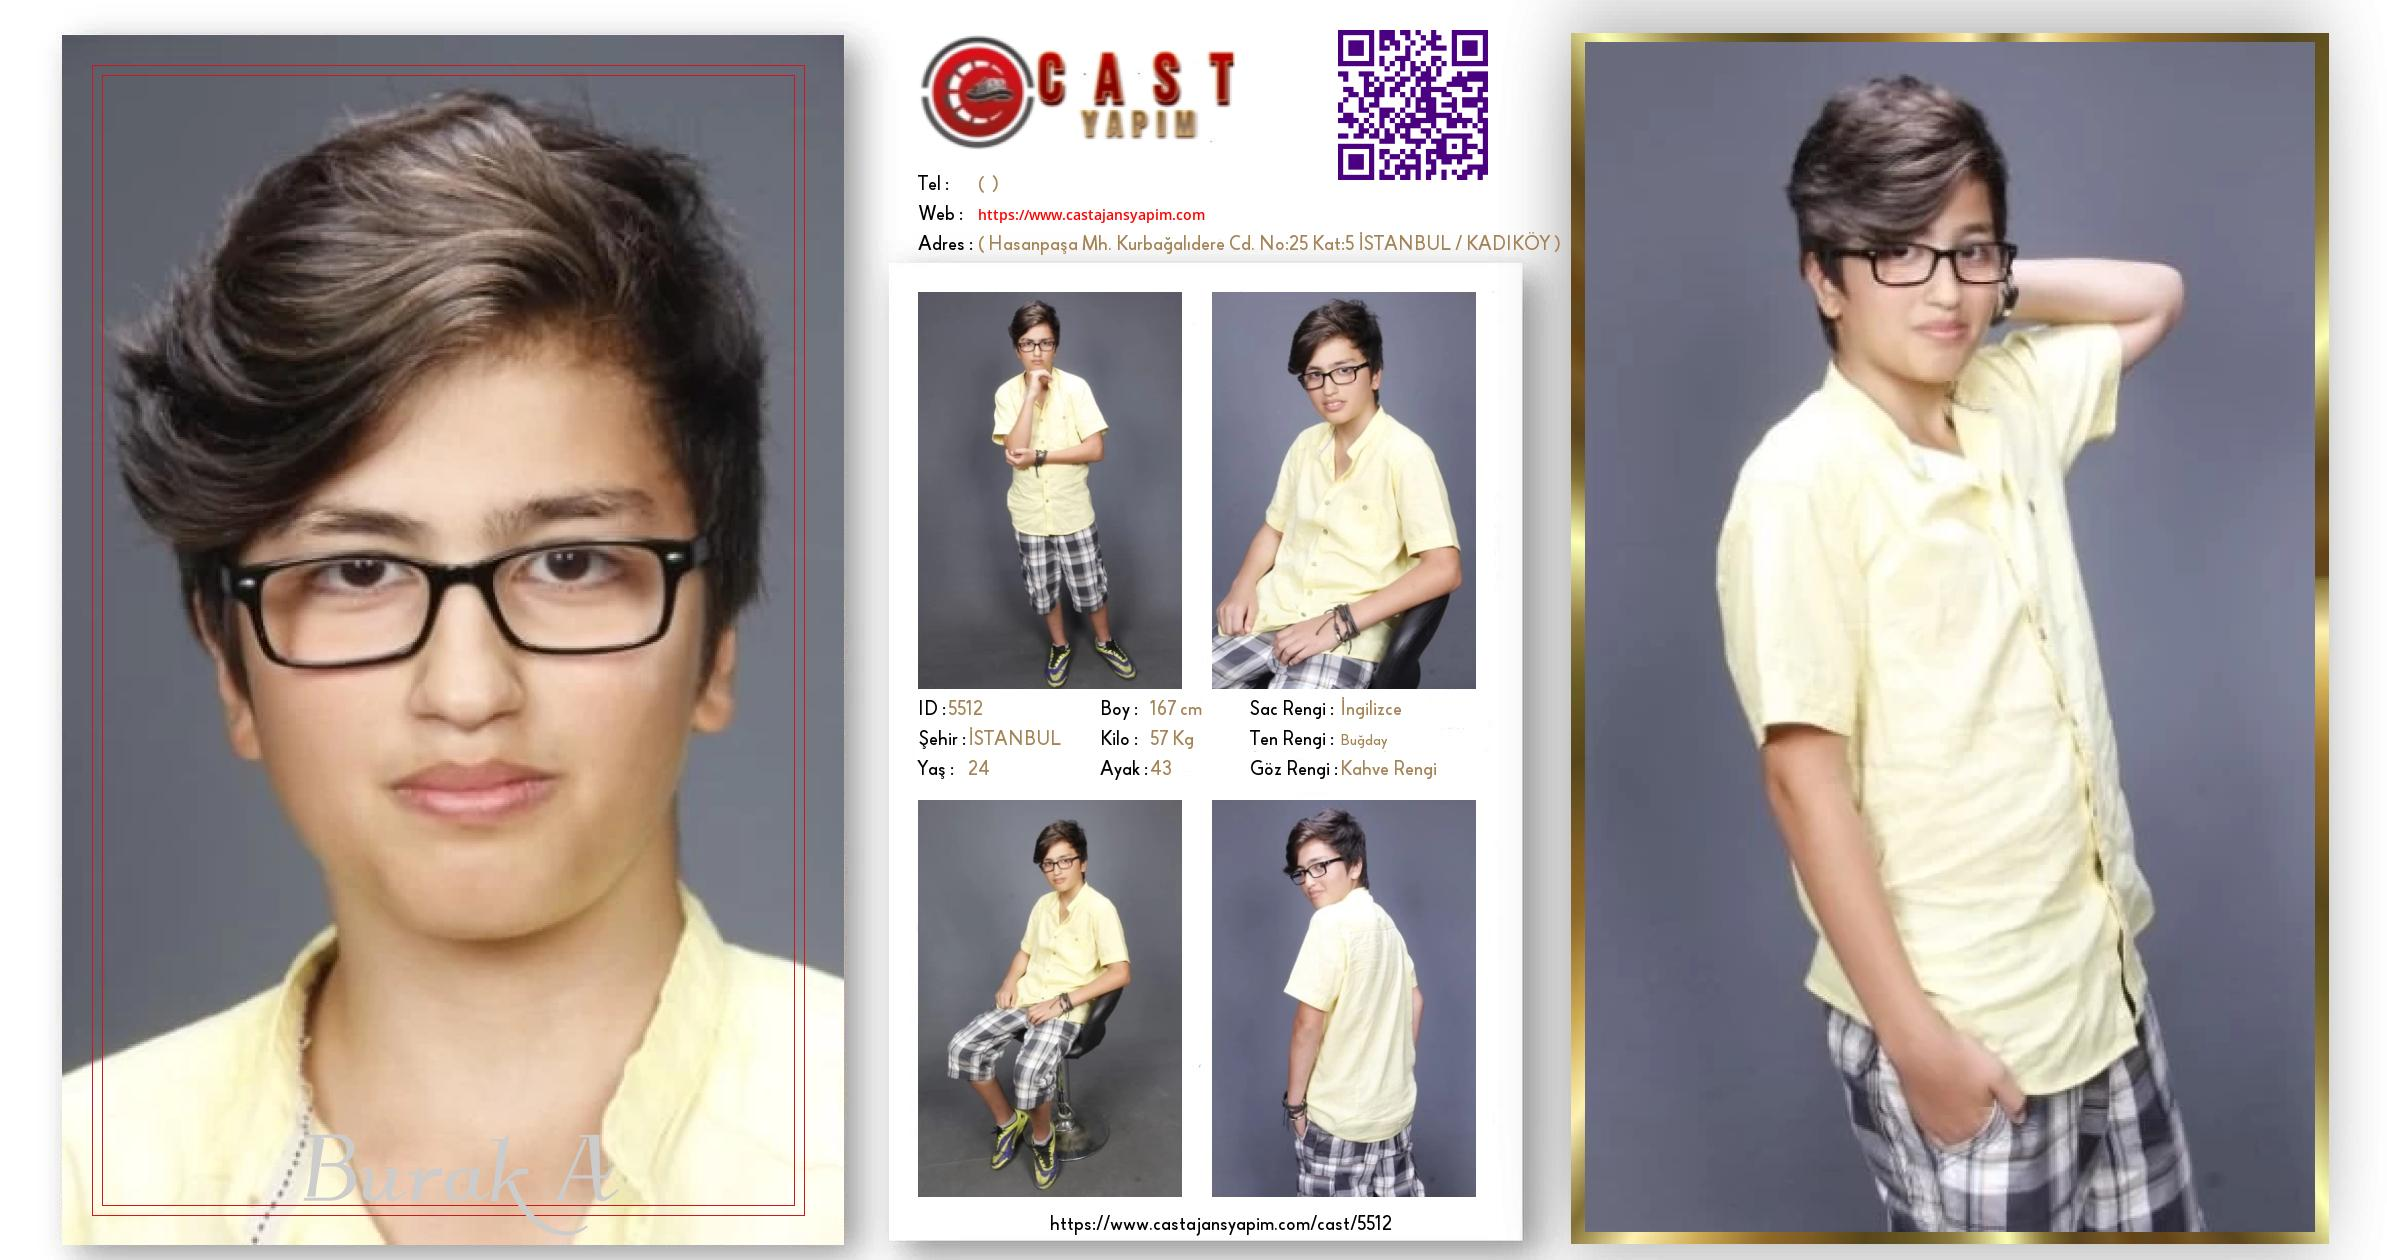 Burak A
CAST
YAPIM
Tel : ( )
Web : https://www.castajansyapim.com
Adres : ( Hasanpaşa Mh. Kurbağalıdere Cd. No:25 Kat:5 İSTANBUL / KADIKÖY )
ID : 5512 Boy : 167 cm Sac Rengi : İngilizce
Şehir : İSTANBUL Kilo : 57 Kg Ten Rengi : Buğday
Yaş : 24 Ayak : 43 Göz Rengi : Kahve Rengi
https://www.castajansyapim.com/cast/5512